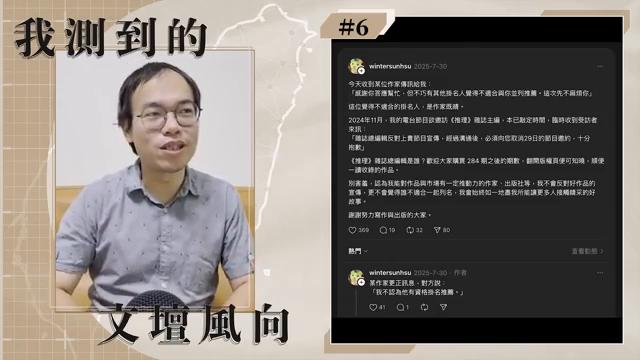 我測到的
文壇風向
#6
wintersunhsu 2025-7-30
今天收到某位作家傳訊給我：
「感謝你答應幫忙，但不巧有其他掛名人覺得不適合與你並列推薦。這次先不麻煩你」
這位覺得不適合的掛名人，是作家既晴。
2024年11月，我的電台節目欲邀訪《推理》雜誌主編，本已敲定時間，臨時收到受訪者
來訊：
「雜誌總編輯反對上貴節目宣傳，經過溝通後，必須向您取消29日的節目邀約，十分
抱歉」
《推理》雜誌總編輯是誰？歡迎大家購買 284 期之後的期數，翻開版權頁便可知曉，順便
一讀收錄的作品。
別害羞，認為我能對作品與市場有一定推動力的作家、出版社等，我不會反對好作品的
宣傳，更不會覺得誰不適合一起列名，我會始終如一地盡我所能讓更多人接觸精采的好
故事。
謝謝努力寫作與出版的大家。
369 19 32 80
熱門
查看動態
wintersunhsu 2025-7-30 · 作者
某作家更正訊息，對方說：
「我不認為他有資格掛名推薦。」
41 1